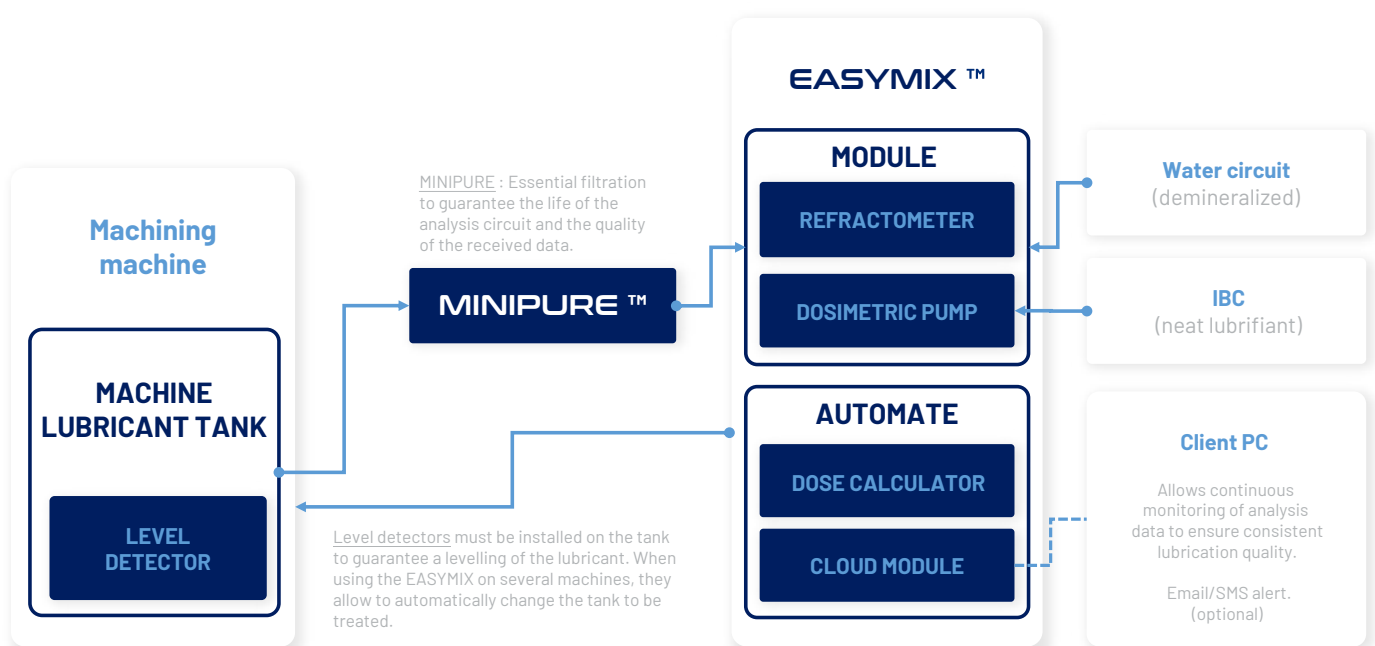 Machining
machine
MACHINE
LUBRICANT TANK
LEVEL
DETECTOR
MINIPURE : Essential filtration
to guarantee the life of the
analysis circuit and the quality
of the received data.
MINIPURE ™
Level detectors must be installed on the tank
to guarantee a levelling of the lubricant. When
using the EASYMIX on several machines, they
allow to automatically change the tank to be
treated.
EASYMIX ™
MODULE
REFRACTOMETER
DOSIMETRIC PUMP
AUTOMATE
DOSE CALCULATOR
CLOUD MODULE
Water circuit
(demineralized)
IBC
(neat lubrifiant)
Client PC
Allows continuous
monitoring of analysis
data to ensure consistent
lubrication quality.
Email/SMS alert.
(optional)